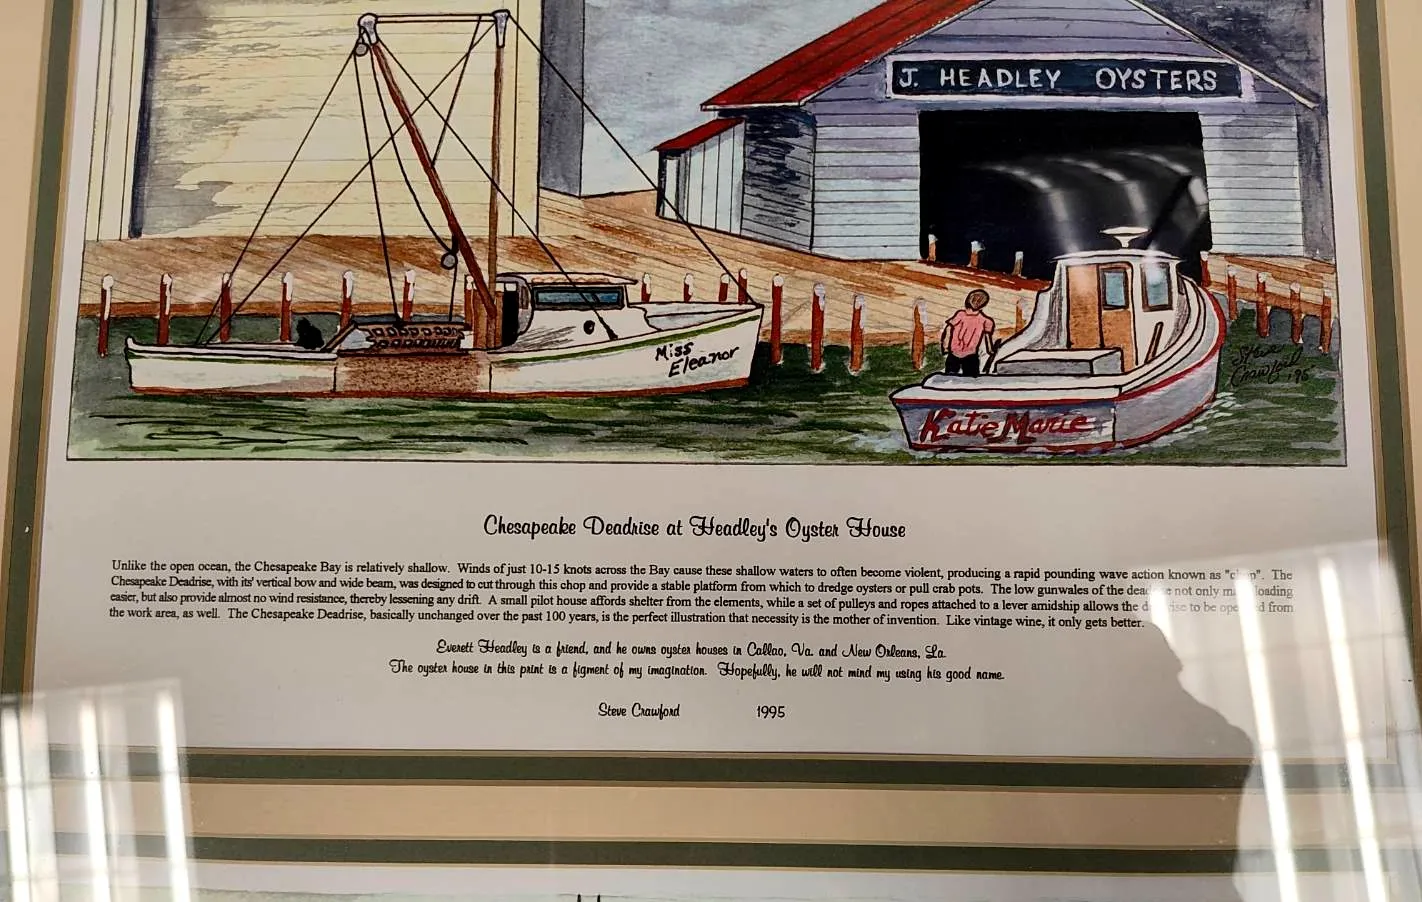 J. HEADLEY OYSTERS
Miss
Eleanor
Katie Marie
Steve
Crawford
'95
Chesapeake Deadrise at Headley's Oyster House
Unlike the open ocean, the Chesapeake Bay is relatively shallow. Winds of just 10-15 knots across the Bay cause these shallow waters to often become violent, producing a rapid pounding wave action known as "chop". The
Chesapeake Deadrise, with its' vertical bow and wide beam, was designed to cut through this chop and provide a stable platform from which to dredge oysters or pull crab pots. The low gunwales of the deadrise not only make loading
easier, but also provide almost no wind resistance, thereby lessening any drift. A small pilot house affords shelter from the elements, while a set of pulleys and ropes attached to a lever amidship allows the deadrise to be operated from
the work area, as well. The Chesapeake Deadrise, basically unchanged over the past 100 years, is the perfect illustration that necessity is the mother of invention. Like vintage wine, it only gets better.
Everett Headley is a friend, and he owns oyster houses in Callao, Va. and New Orleans, La.
The oyster house in this print is a figment of my imagination. Hopefully, he will not mind my using his good name.
Steve Crawford 1995